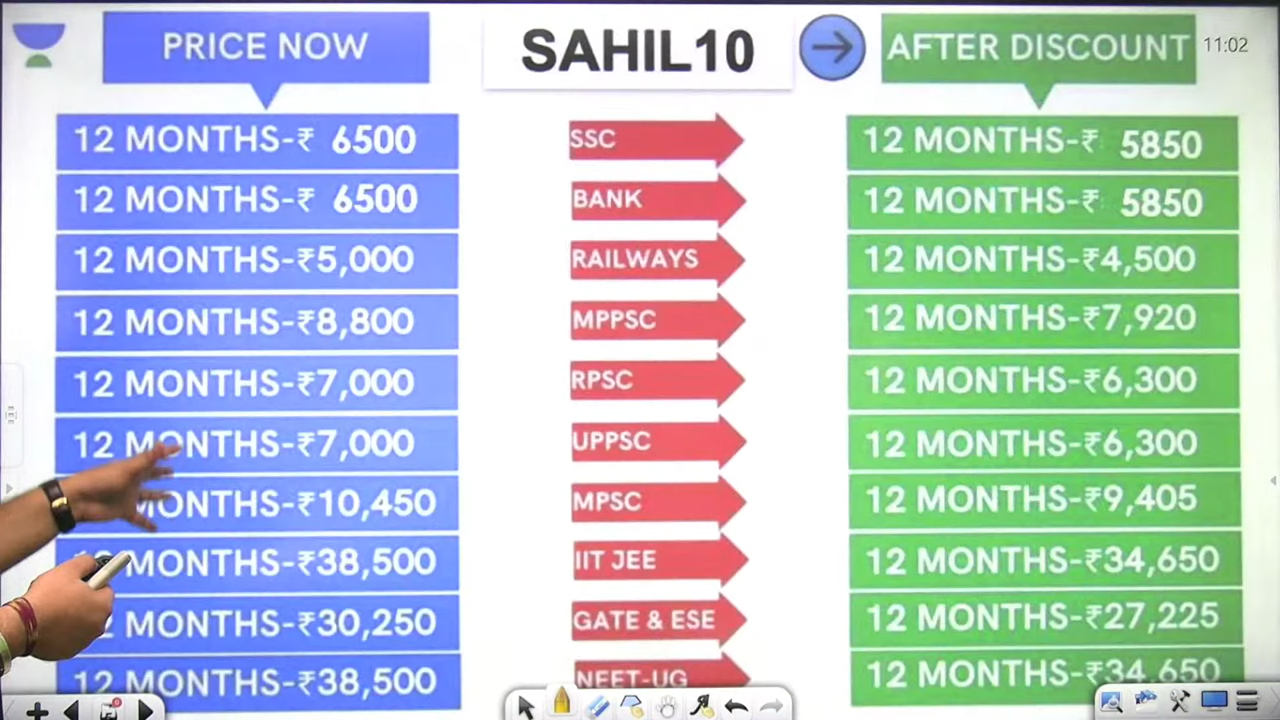 PRICE NOW SAHIL10 AFTER DISCOUNT 11:02
12 MONTHS-₹ 6500 SSC 12 MONTHS-₹ 5850
12 MONTHS-₹ 6500 BANK 12 MONTHS-₹ 5850
12 MONTHS-₹5,000 RAILWAYS 12 MONTHS-₹4,500
12 MONTHS-₹8,800 MPPSC 12 MONTHS-₹7,920
12 MONTHS-₹7,000 RPSC 12 MONTHS-₹6,300
12 MONTHS-₹7,000 UPPSC 12 MONTHS-₹6,300
MONTHS-₹10,450 MPSC 12 MONTHS-₹9,405
MONTHS-₹38,500 IIT JEE 12 MONTHS-₹34,650
2 MONTHS-₹30,250 GATE & ESE 12 MONTHS-₹27,225
12 MONTHS-₹38,500 NEET-UG 12 MONTHS-₹34,650